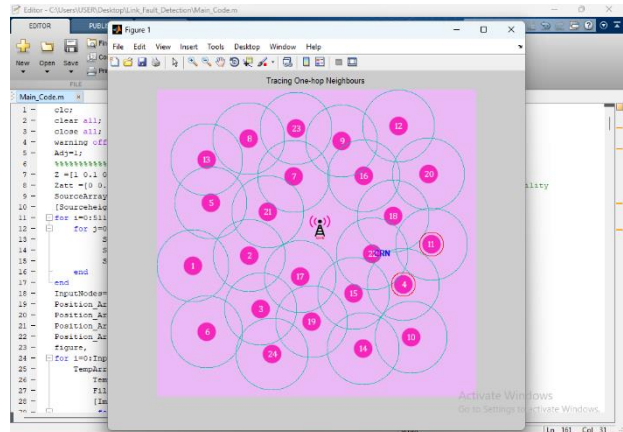 Editor - C:\Users\USER\Desktop\Link_Fault_Detection\Main_Code.m
EDITOR
Figure 1
File Edit View Insert Tools Desktop Window Help
New Open Save
FILE
Main_Code.m
Tracing One-hop Neighbours
1 clc;
2 clear all;
3 close all;
4 warning off
5 Adj=1;
6 %%%%%%%%%%%
7 Z =[1 0.1 0
8 Zatt =[0 0.
9 SourceArray
10 [Sourceheig
11 for i=0:511
12 for j=0
13 S
14 S
15 S
16 end
17 end
18 InputNodes=
19 Position_Ar
20 Position_Ar
21 Position_Ar
22 Position_Ar
23 figure,
24 for i=0:Inp
25 TempArr
26 Tem
27 Fil
28 [Im
23
12
8
9
13
7
16
20
5
21
18
11
2
22
CRN
1
17
4
15
3
19
6
10
24
14
Activate Windows
Go to Settings to activate Windows.
Ln 161 Col 31